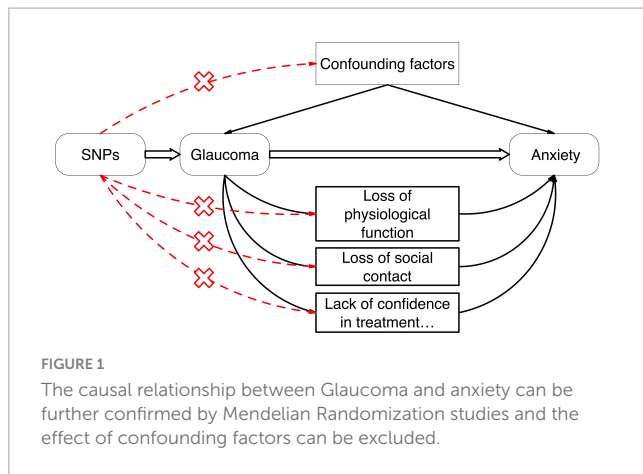 Confounding factors
SNPs
Glaucoma
Anxiety
Loss of
physiological
function
Loss of social
contact
Lack of confidence
in treatment…
FIGURE 1
The causal relationship between Glaucoma and anxiety can be
further confirmed by Mendelian Randomization studies and the
effect of confounding factors can be excluded.